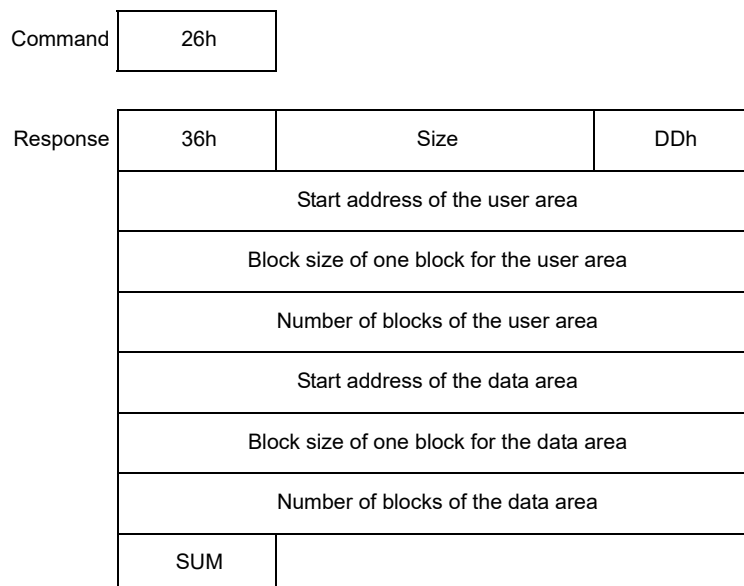 Command 26h
Response 36h Size DDh
Start address of the user area
Block size of one block for the user area
Number of blocks of the user area
Start address of the data area
Block size of one block for the data area
Number of blocks of the data area
SUM